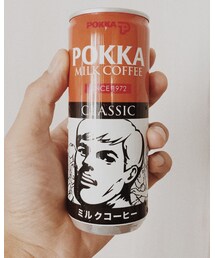 POKKA
POKKA
MILK COFFEE
SINCE 1972
CLASSIC
ミルクコーヒー